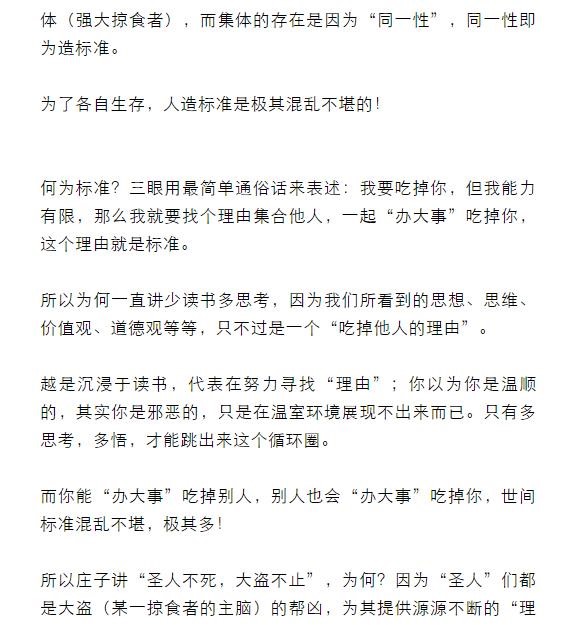 体（强大掠食者），而集体的存在是因为“同一性”，同一性即
为造标准。
为了各自生存，人造标准是极其混乱不堪的！
何为标准？三眼用最简单通俗话来表述：我要吃掉你，但我能力
有限，那么我就要找个理由集合他人，一起“办大事”吃掉你，
这个理由就是标准。
所以为何一直讲少读书多思考，因为我们所看到的思想、思维、
价值观、道德观等等，只不过是一个“吃掉他人的理由”。
越是沉浸于读书，代表在努力寻找“理由”；你以为你是温顺
的，其实你是邪恶的，只是在温室环境展现不出来而已。只有多
思考，多悟，才能跳出来这个循环圈。
而你能“办大事”吃掉别人，别人也会“办大事”吃掉你，世间
标准混乱不堪，极其多！
所以庄子讲“圣人不死，大盗不止”，为何？因为“圣人”们都
是大盗（某一掠食者的主脑）的帮凶，为其提供源源不断的“理